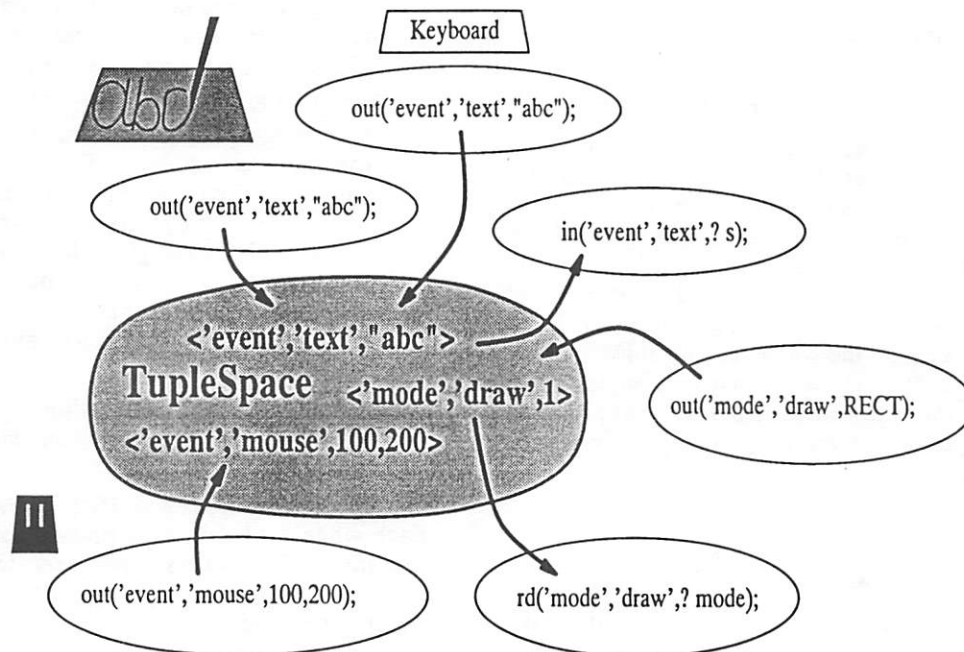 Keyboard
abc
out('event','text',"abc");
out('event','text',"abc");
in('event','text',? s);
<'event','text',"abc">
TupleSpace
<'mode','draw',1>
out('mode','draw',RECT);
<'event','mouse',100,200>
out('event','mouse',100,200);
rd('mode','draw',? mode);